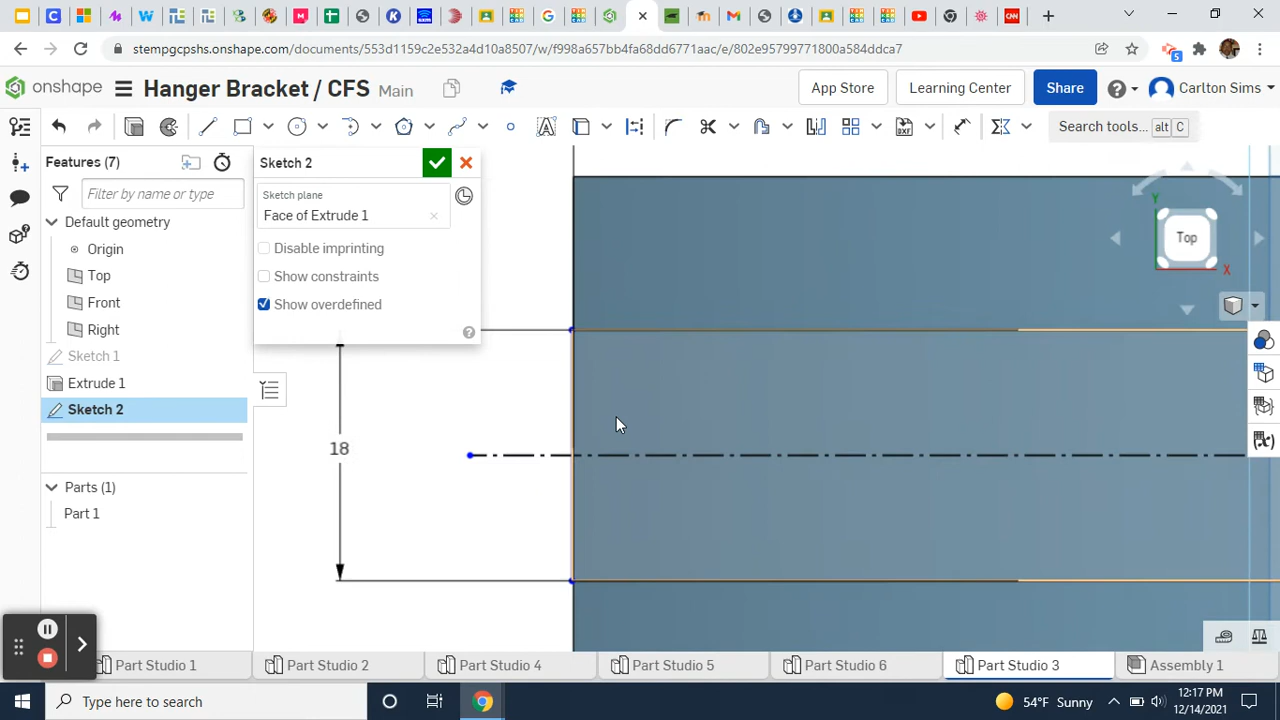 stempgcpshs.onshape.com/documents/553d1159c2e532a4d10a8507/w/f998a657bb4fa68dd6771aac/e/802e95799771800a584ddca7
5
onshape
Hanger Bracket / CFS
Main
App Store
Learning Center
Share
Carlton Sims
Search tools...
alt C
Features (7)
Filter by name or type
Default geometry
Origin
Top
Front
Right
Sketch 1
Extrude 1
Sketch 2
Parts (1)
Part 1
Sketch 2
Sketch plane
Face of Extrude 1
Disable imprinting
Show constraints
Show overdefined
18
Y
Top
X
Part Studio 1
Part Studio 2
Part Studio 4
Part Studio 5
Part Studio 6
Part Studio 3
Assembly 1
Type here to search
54°F Sunny
12:17 PM
12/14/2021